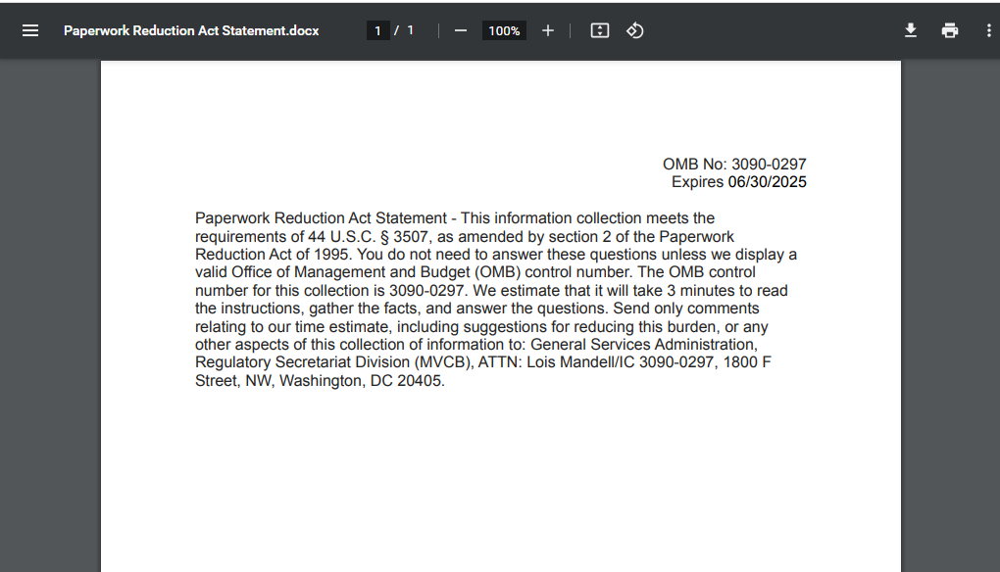 Paperwork Reduction Act Statement.docx 1 / 1 100%
OMB No: 3090-0297
Expires 06/30/2025
Paperwork Reduction Act Statement - This information collection meets the
requirements of 44 U.S.C. § 3507, as amended by section 2 of the Paperwork
Reduction Act of 1995. You do not need to answer these questions unless we display a
valid Office of Management and Budget (OMB) control number. The OMB control
number for this collection is 3090-0297. We estimate that it will take 3 minutes to read
the instructions, gather the facts, and answer the questions. Send only comments
relating to our time estimate, including suggestions for reducing this burden, or any
other aspects of this collection of information to: General Services Administration,
Regulatory Secretariat Division (MVCB), ATTN: Lois Mandell/IC 3090-0297, 1800 F
Street, NW, Washington, DC 20405.